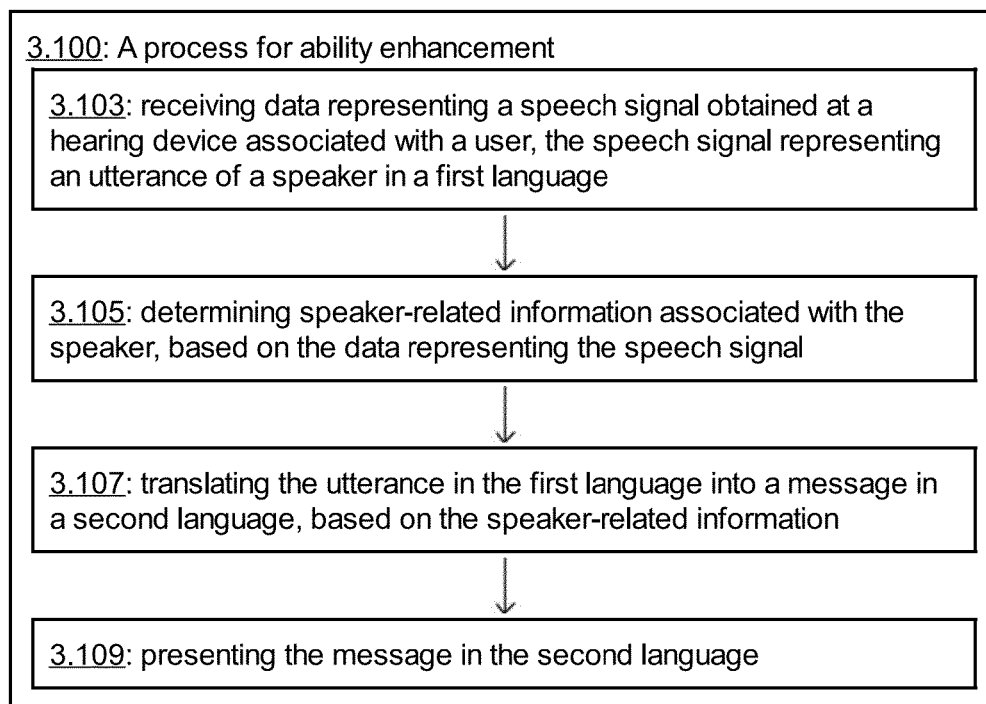 3.100: A process for ability enhancement
3.103: receiving data representing a speech signal obtained at a
hearing device associated with a user, the speech signal representing
an utterance of a speaker in a first language
3.105: determining speaker-related information associated with the
speaker, based on the data representing the speech signal
3.107: translating the utterance in the first language into a message in
a second language, based on the speaker-related information
3.109: presenting the message in the second language